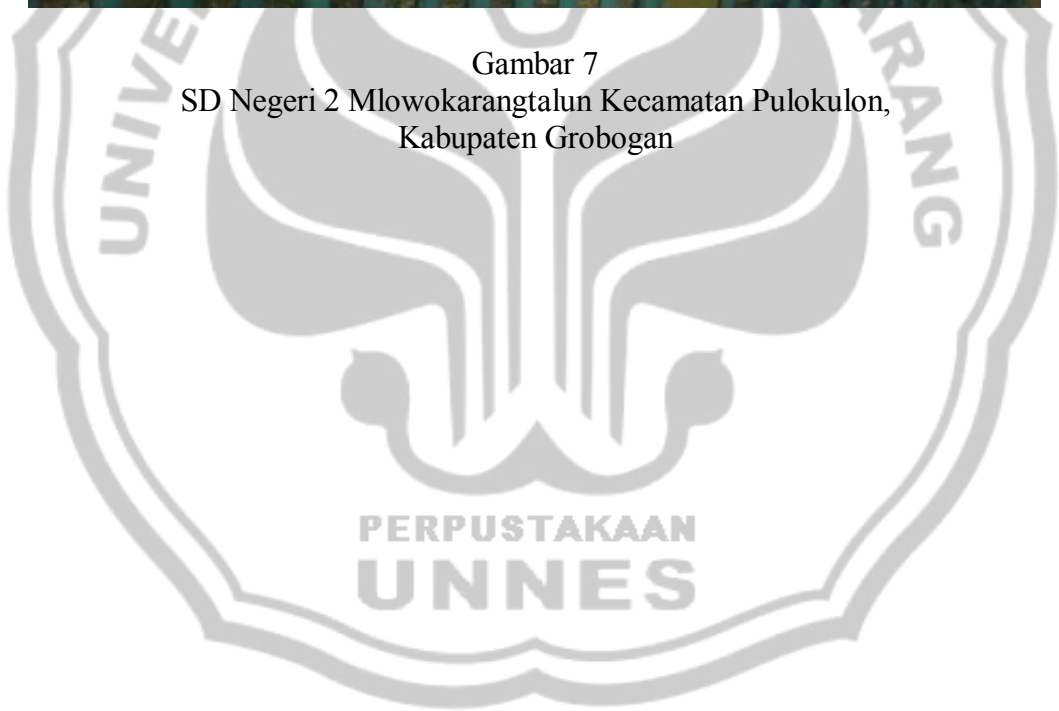 Gambar 7
SD Negeri 2 Mlowokarangtalun Kecamatan Pulokulon,
Kabupaten Grobogan
PERPUSTAKAAN
UNNES